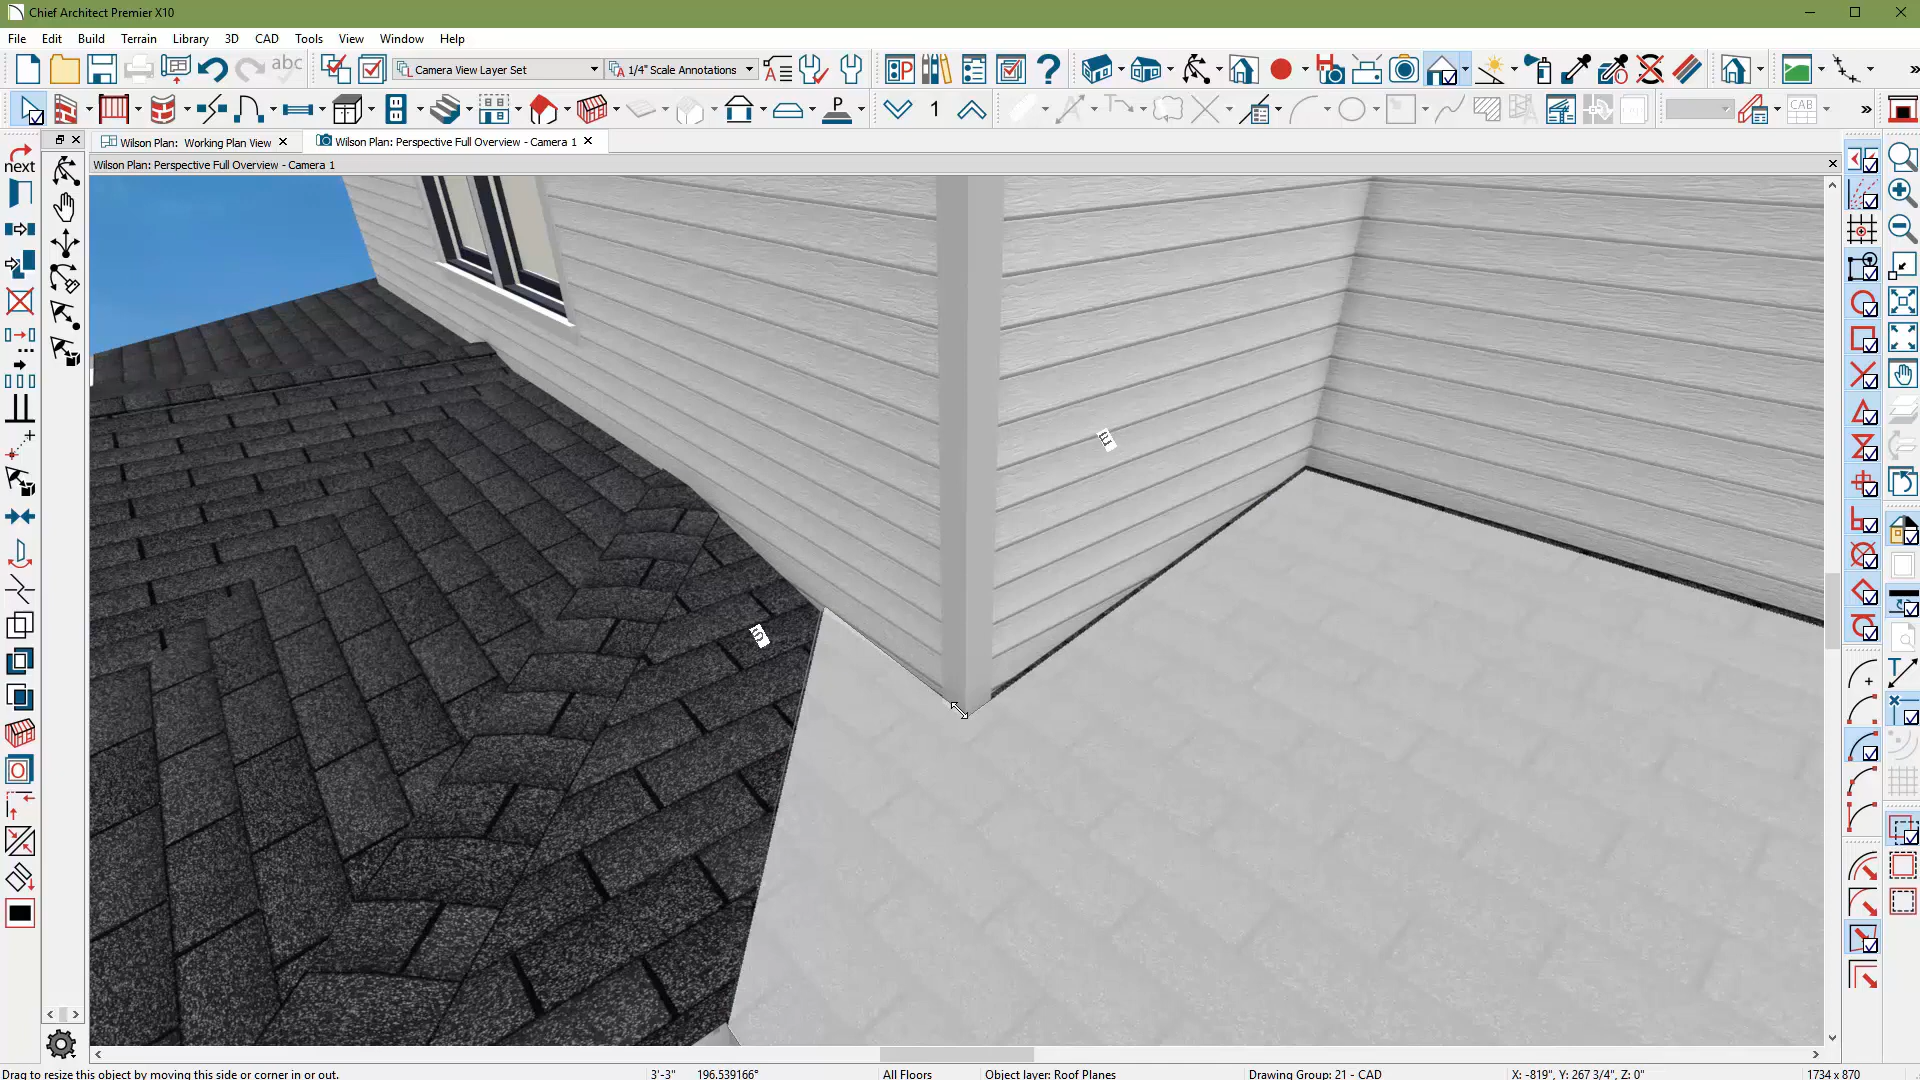 Chief Architect Premier X10
File Edit Build Terrain Library 3D CAD Tools View Window Help
abc Camera View Layer Set 1/4" Scale Annotations
P 1 CAB
next Wilson Plan: Working Plan View Wilson Plan: Perspective Full Overview - Camera 1
Wilson Plan: Perspective Full Overview - Camera 1
Drag to resize this object by moving this side or corner in or out. 3'-3" 196.539166° All Floors Object layer: Roof Planes Drawing Group: 21 - CAD X: -819", Y: 267 3/4", Z: 0" 1734 x 870